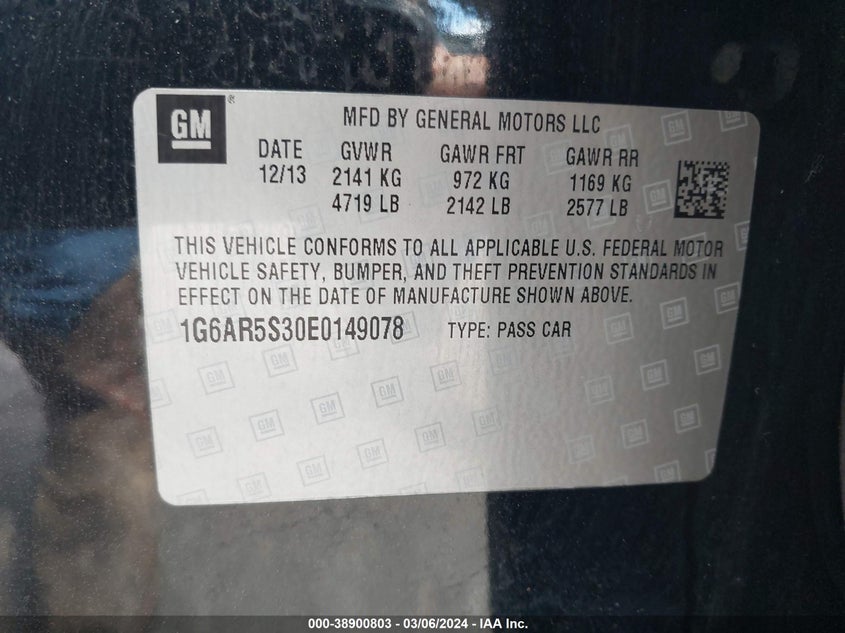 GM®
MFD BY GENERAL MOTORS LLC
DATE GVWR GAWR FRT GAWR RR
12/13 2141 KG 972 KG 1169 KG
4719 LB 2142 LB 2577 LB
THIS VEHICLE CONFORMS TO ALL APPLICABLE U.S. FEDERAL MOTOR
VEHICLE SAFETY, BUMPER, AND THEFT PREVENTION STANDARDS IN
EFFECT ON THE DATE OF MANUFACTURE SHOWN ABOVE.
1G6AR5S30E0149078 TYPE: PASS CAR
000-38900803 - 03/06/2024 - IAA Inc.